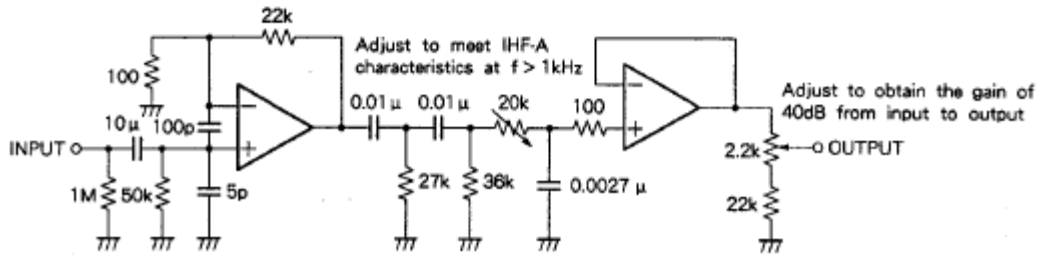 22k
Adjust to meet IHF-A
characteristics at f > 1kHz
100
Adjust to obtain the gain of
40dB from input to output
0.01 μ
0.01 μ
20k
100
10μ
100p
INPUT
2.2k
OUTPUT
1M
50k
5p
27k
36k
0.0027 μ
22k